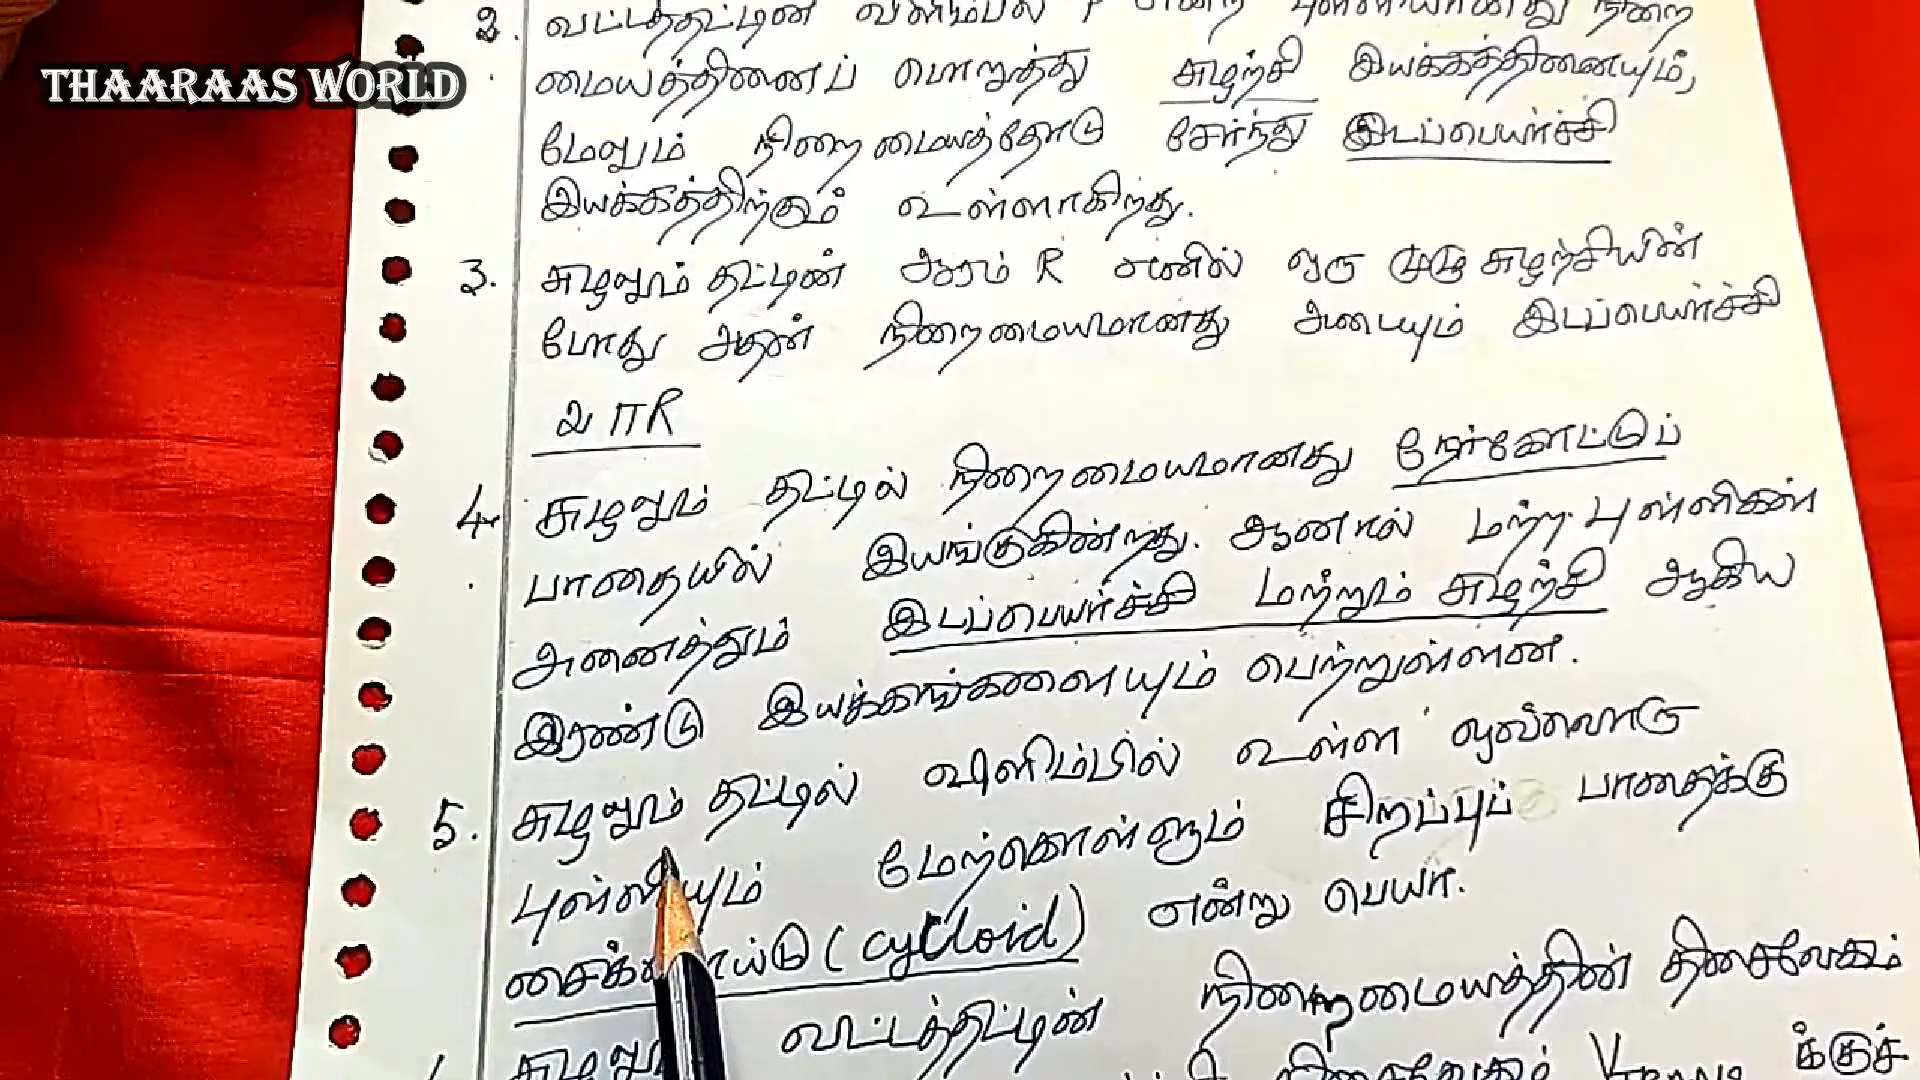 THAARAAS WORLD
2. வட்டத்தட்டின் விளிம்பில் P என்ற புள்ளியானது நிறை
மையத்தினைப் பொறுத்து சுழற்சி இயக்கத்தினையும்,
மேலும் நிறைமையத்தோடு சேர்ந்து இடப்பெயர்ச்சி
இயக்கத்திற்கும் உள்ளாகிறது.
3. சுழலும் தட்டின் ஆரம் R எனில் ஒரு முழு சுழற்சியின்
போது அதன் நிறைமையமானது அடையும் இடப்பெயர்ச்சி
2πR
4. சுழலும் தட்டில் நிறைமையமானது நேர்கோட்டுப்
பாதையில் இயங்குகின்றது. ஆனால் மற்ற புள்ளிகள்
அனைத்தும் இடப்பெயர்ச்சி மற்றும் சுழற்சி ஆகிய
இரண்டு இயக்கங்களையும் பெற்றுள்ளன.
5. சுழலும் தட்டில் விளிம்பில் உள்ள ஒவ்வொரு
புள்ளியும் மேற்கொள்ளும் சிறப்புப் பாதைக்கு
(cycloid) என்று பெயர்.
வட்டத்தட்டின் நிறைமையத்தின் திசைவேகம்